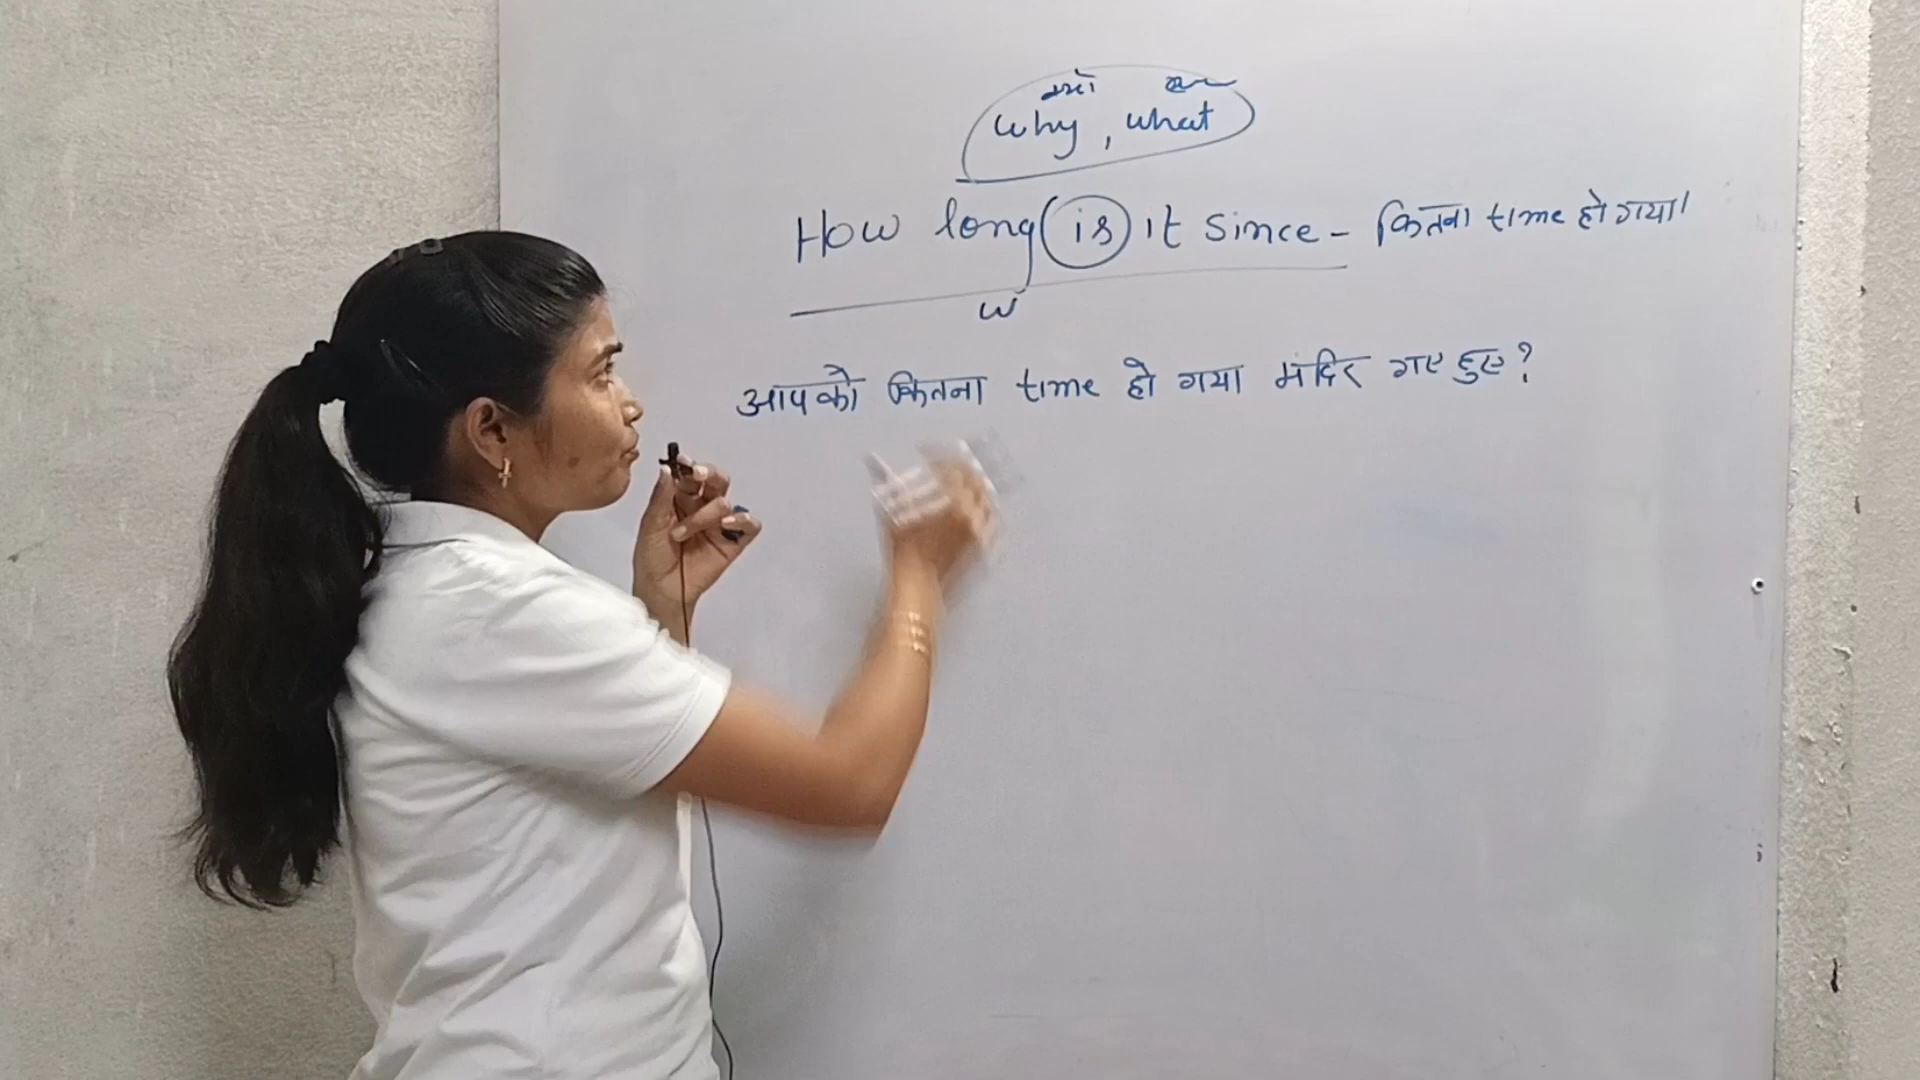 क्यों क्या
why, what
How long is it since - कितना time हो गया।
w
आपको कितना time हो गया मंदिर गए हुए?